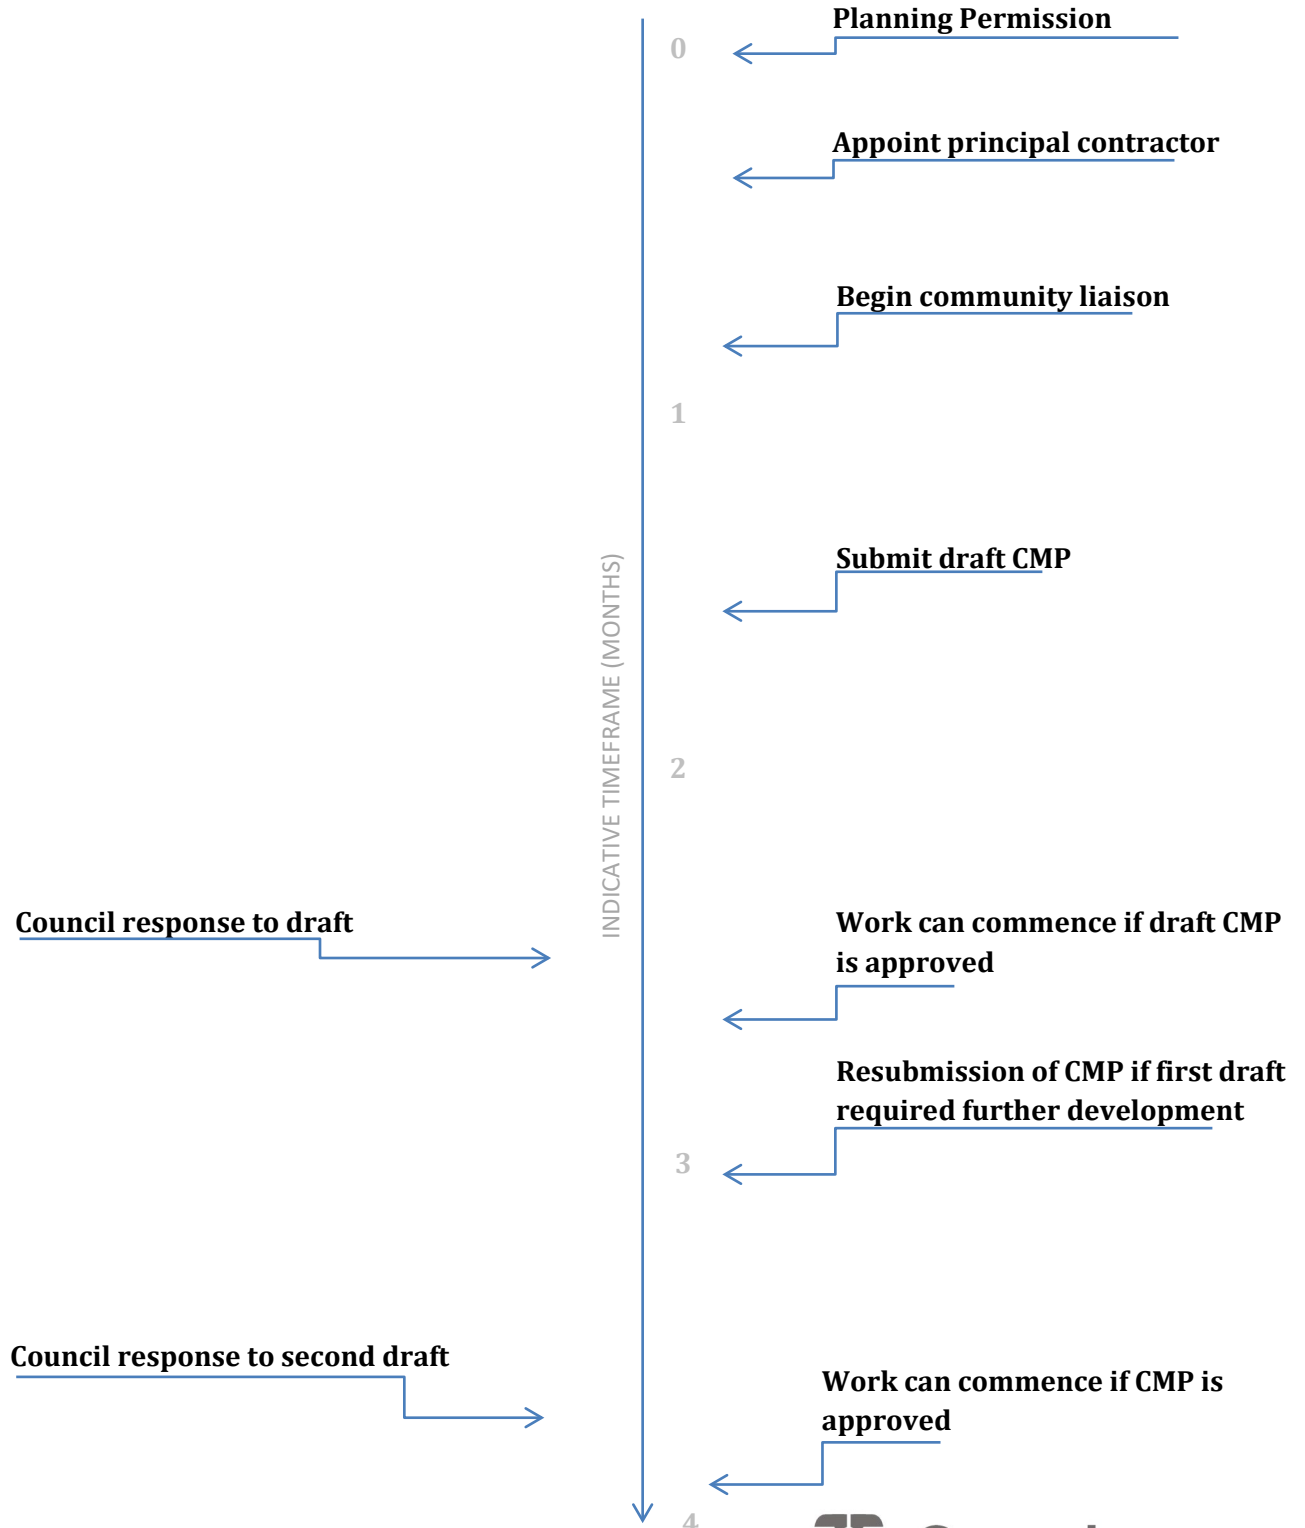 Planning Permission
0
Appoint principal contractor
Begin community liaison
1
Submit draft CMP
INDICATIVE TIMEFRAME (MONTHS)
2
Council response to draft
Work can commence if draft CMP
is approved
Resubmission of CMP if first draft
required further development
3
Council response to second draft
Work can commence if CMP is
approved
4